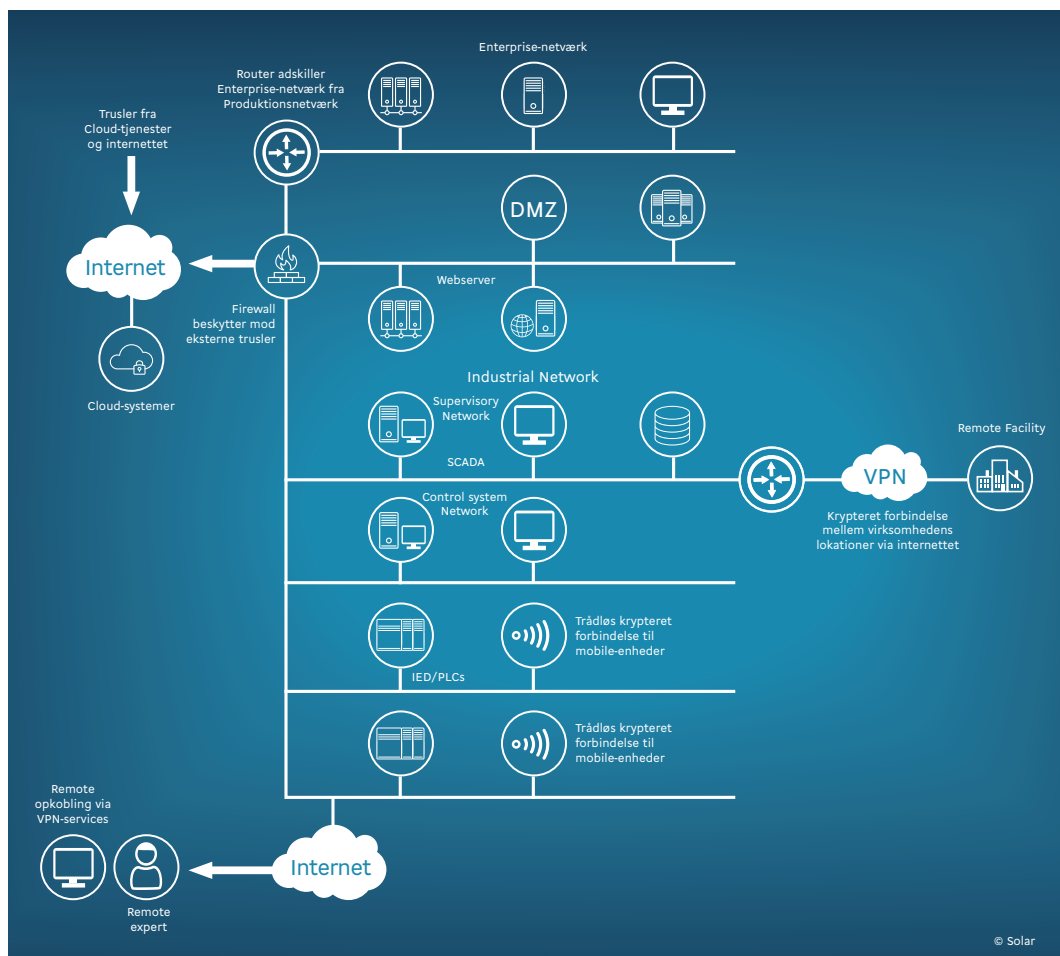 Enterprise-netværk
Router adskiller
Enterprise-netværk fra
Produktionsnetværk
Trusler fra
Cloud-tjenester
og internettet
DMZ
Internet
Webserver
Firewall
beskytter mod
eksterne trusler
Cloud-systemer
Industrial Network
Supervisory
Network
SCADA
Remote Facility
VPN
Krypteret forbindelse
mellem virksomhedens
lokationer via internettet
Control system
Network
Trådløs krypteret
forbindelse til
mobile-enheder
IED/PLCs
Trådløs krypteret
forbindelse til
mobile-enheder
Remote
opkobling via
VPN-services
Internet
Remote
expert
© Solar